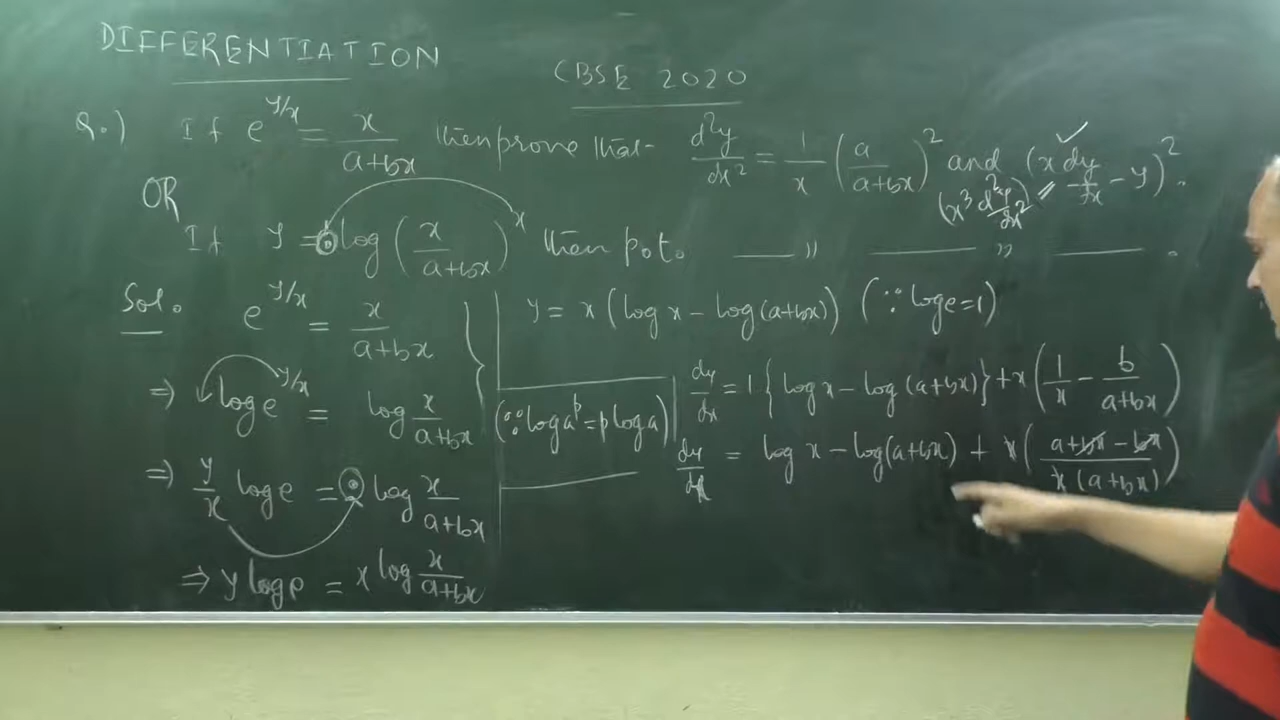 DIFFERENTIATION
CBSE 2020
Q.) If e^{y/x} = x/(a+bx) then prove that d²y/dx² = 1/x (a/(a+bx))² and (x dy/dx - y)² .
(x³ d²y/dx²) =
OR
If y = log (x/(a+bx))^x then p.t. —— " —— " —— .
Sol. e^{y/x} = x/(a+bx)
⇒ log e^{y/x} = log x/(a+bx)
⇒ y/x log e = log x/(a+bx)
⇒ y log e = x log x/(a+bx)
(∵ log a^p = p log a)
y = x (log x - log(a+bx)) (∵ log e = 1)
dy/dx = 1 {log x - log (a+bx)} + x (1/x - b/(a+bx))
dy/dx = log x - log(a+bx) + x ((a+bx-bx)/(x(a+bx)))